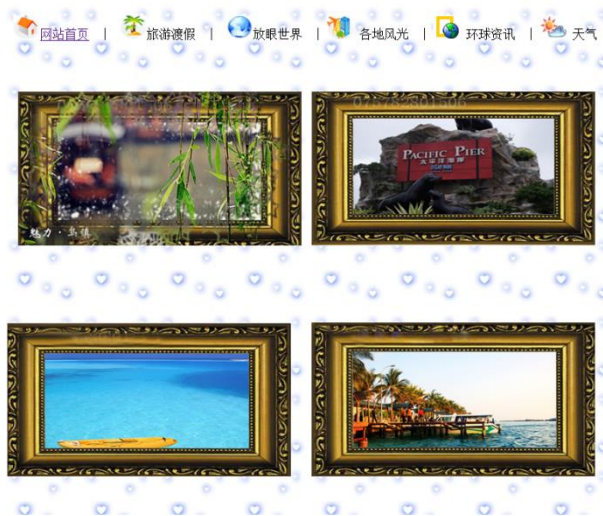 网站首页 | 旅游渡假 | 放眼世界 | 各地风光 | 环球资讯 | 天气
PACIFIC PIER
太平洋海岸
魅力·乌镇